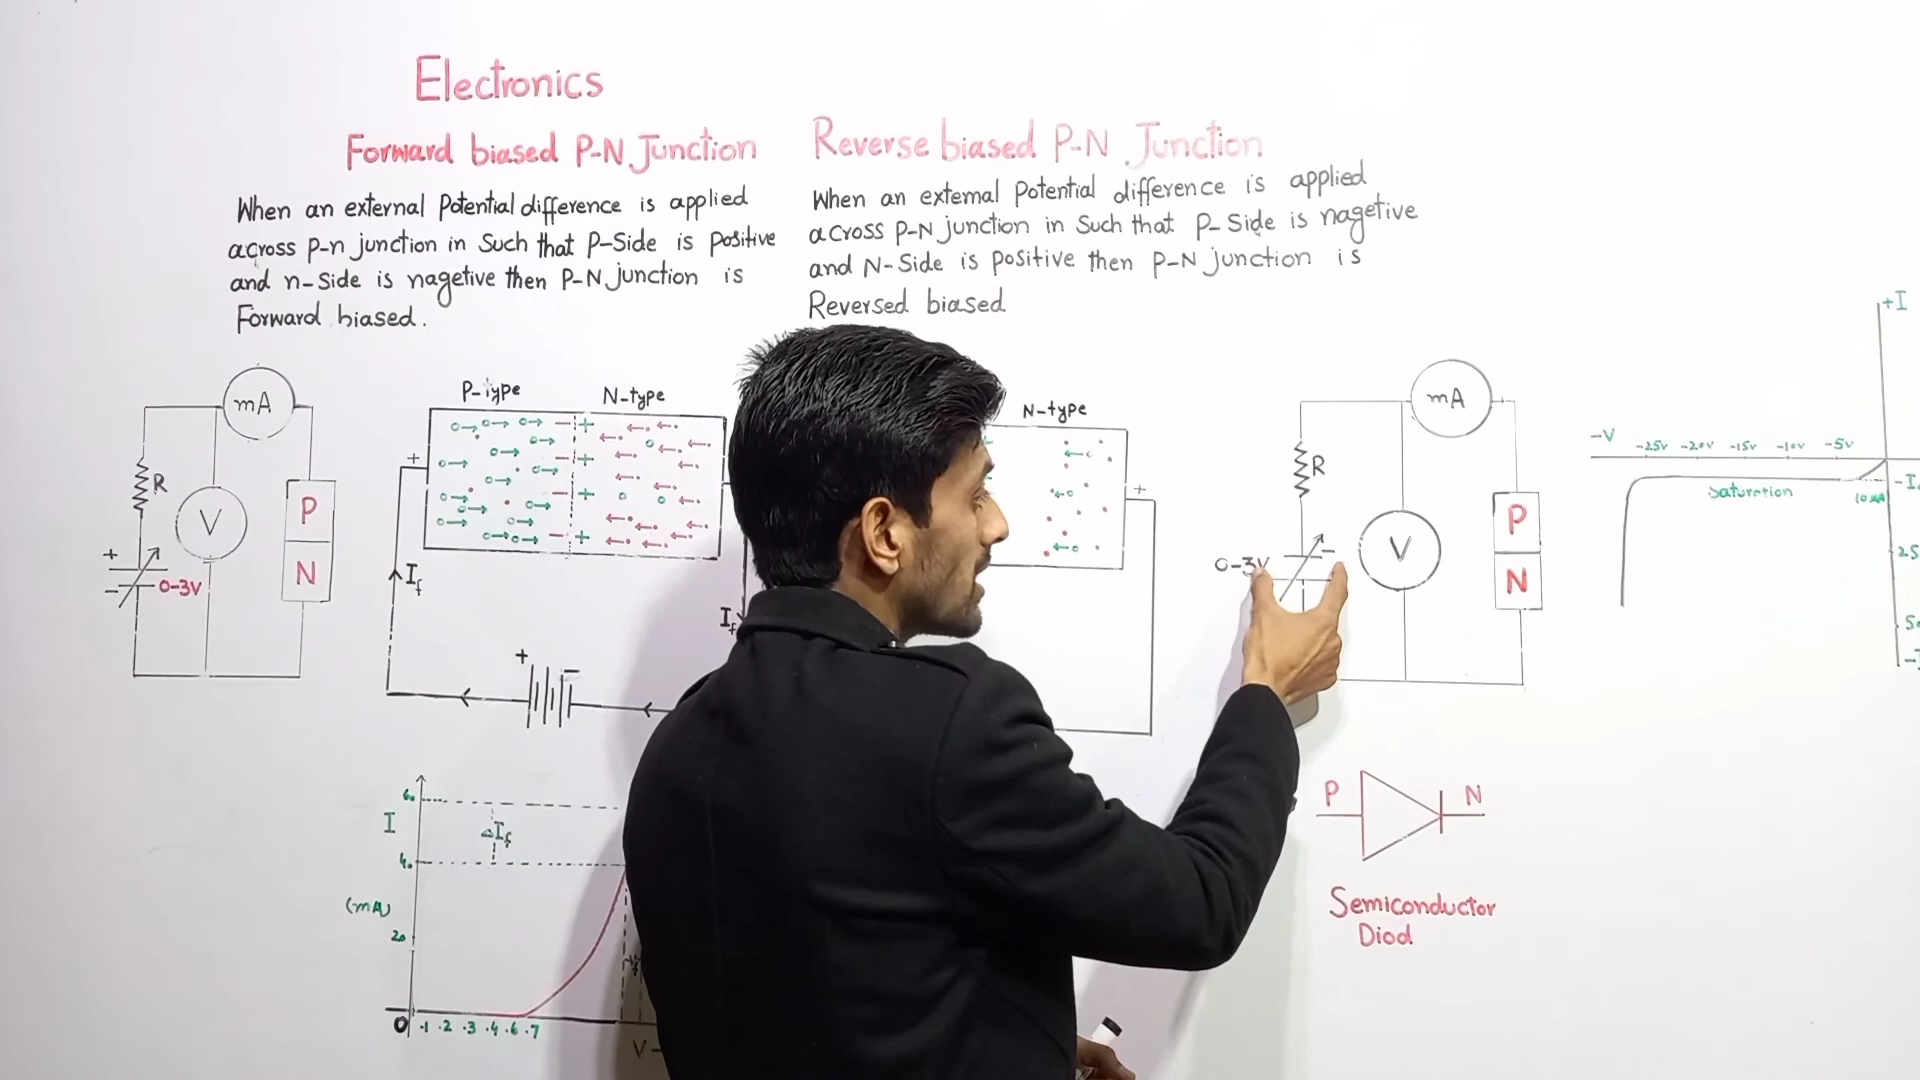 Electronics
Forward biased P-N Junction
When an external Potential difference is applied
across p-n junction in Such that P-Side is Positive
and n-Side is nagetive then P-N junction is
Forward biased.
Reverse biased P-N Junction
When an external Potential difference is applied
across P-N junction in Such that P-Side is nagetive
and N-Side is positive then P-N junction is
Reversed biased
mA
R
V
P
N
+
-
0-3V
P-type
N-type
+
If
If
+
-
I
60
ΔIf
40
(mA)
20
0
.1 .2 .3 .4 .6 .7
V
N-type
+
mA
R
0-3V
-
V
P
N
P
N
Semiconductor
Diod
+I
-V
-25V -20V -15V -10V -5V
Saturation